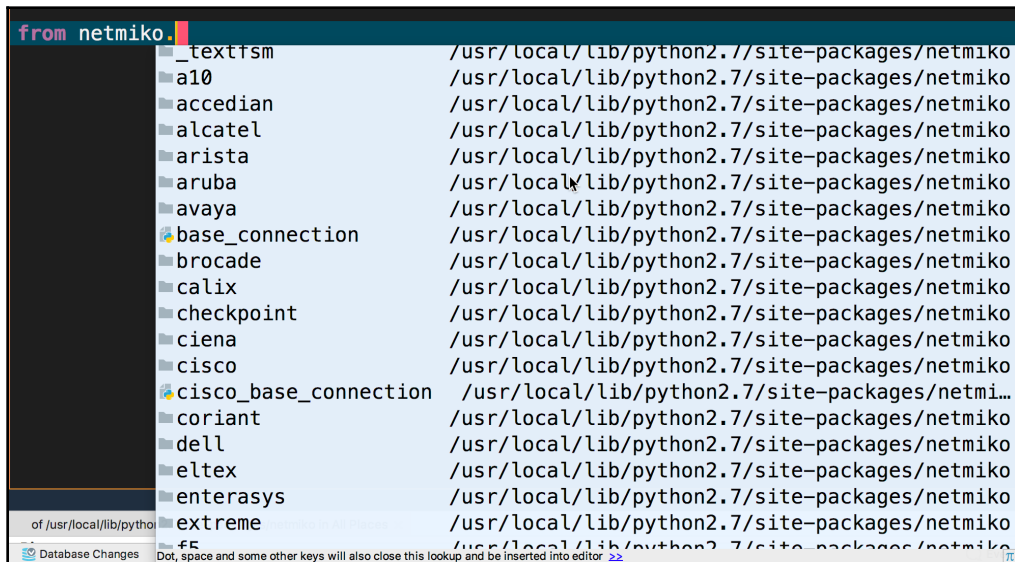 from netmiko.
_textfsm /usr/local/lib/python2.7/site-packages/netmiko
a10 /usr/local/lib/python2.7/site-packages/netmiko
accedian /usr/local/lib/python2.7/site-packages/netmiko
alcatel /usr/local/lib/python2.7/site-packages/netmiko
arista /usr/local/lib/python2.7/site-packages/netmiko
aruba /usr/local/lib/python2.7/site-packages/netmiko
avaya /usr/local/lib/python2.7/site-packages/netmiko
base_connection /usr/local/lib/python2.7/site-packages/netmiko
brocade /usr/local/lib/python2.7/site-packages/netmiko
calix /usr/local/lib/python2.7/site-packages/netmiko
checkpoint /usr/local/lib/python2.7/site-packages/netmiko
ciena /usr/local/lib/python2.7/site-packages/netmiko
cisco /usr/local/lib/python2.7/site-packages/netmiko
cisco_base_connection /usr/local/lib/python2.7/site-packages/netmi…
coriant /usr/local/lib/python2.7/site-packages/netmiko
dell /usr/local/lib/python2.7/site-packages/netmiko
eltex /usr/local/lib/python2.7/site-packages/netmiko
enterasys /usr/local/lib/python2.7/site-packages/netmiko
of /usr/local/lib/pytho
extreme /usr/local/lib/python2.7/site-packages/netmiko
f5 /usr/local/lib/python2.7/site-packages/netmiko
Database Changes
Dot, space and some other keys will also close this lookup and be inserted into editor >>
π